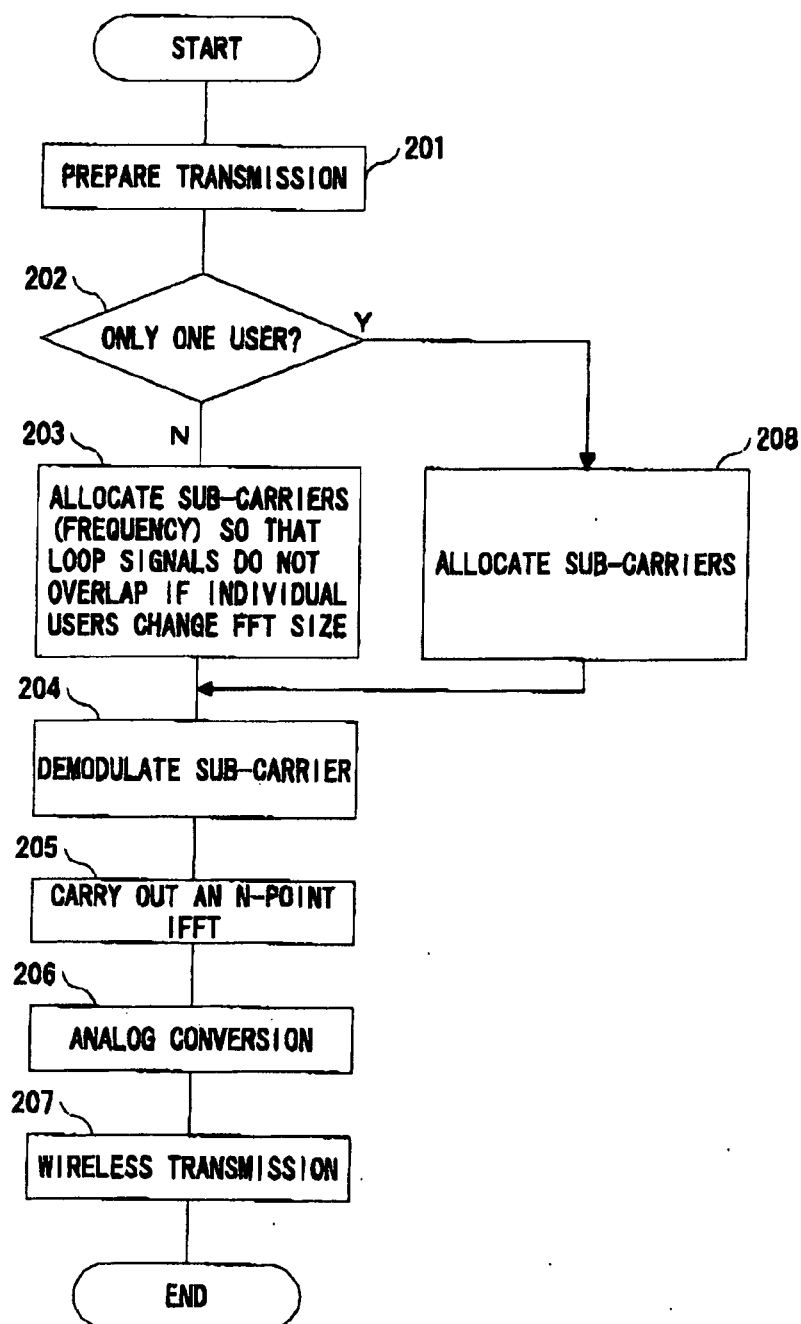 START
201
PREPARE TRANSMISSION
202
ONLY ONE USER?
Y
N
203
ALLOCATE SUB-CARRIERS
(FREQUENCY) SO THAT
LOOP SIGNALS DO NOT
OVERLAP IF INDIVIDUAL
USERS CHANGE FFT SIZE
208
ALLOCATE SUB-CARRIERS
204
DEMODULATE SUB-CARRIER
205
CARRY OUT AN N-POINT
IFFT
206
ANALOG CONVERSION
207
WIRELESS TRANSMISSION
END